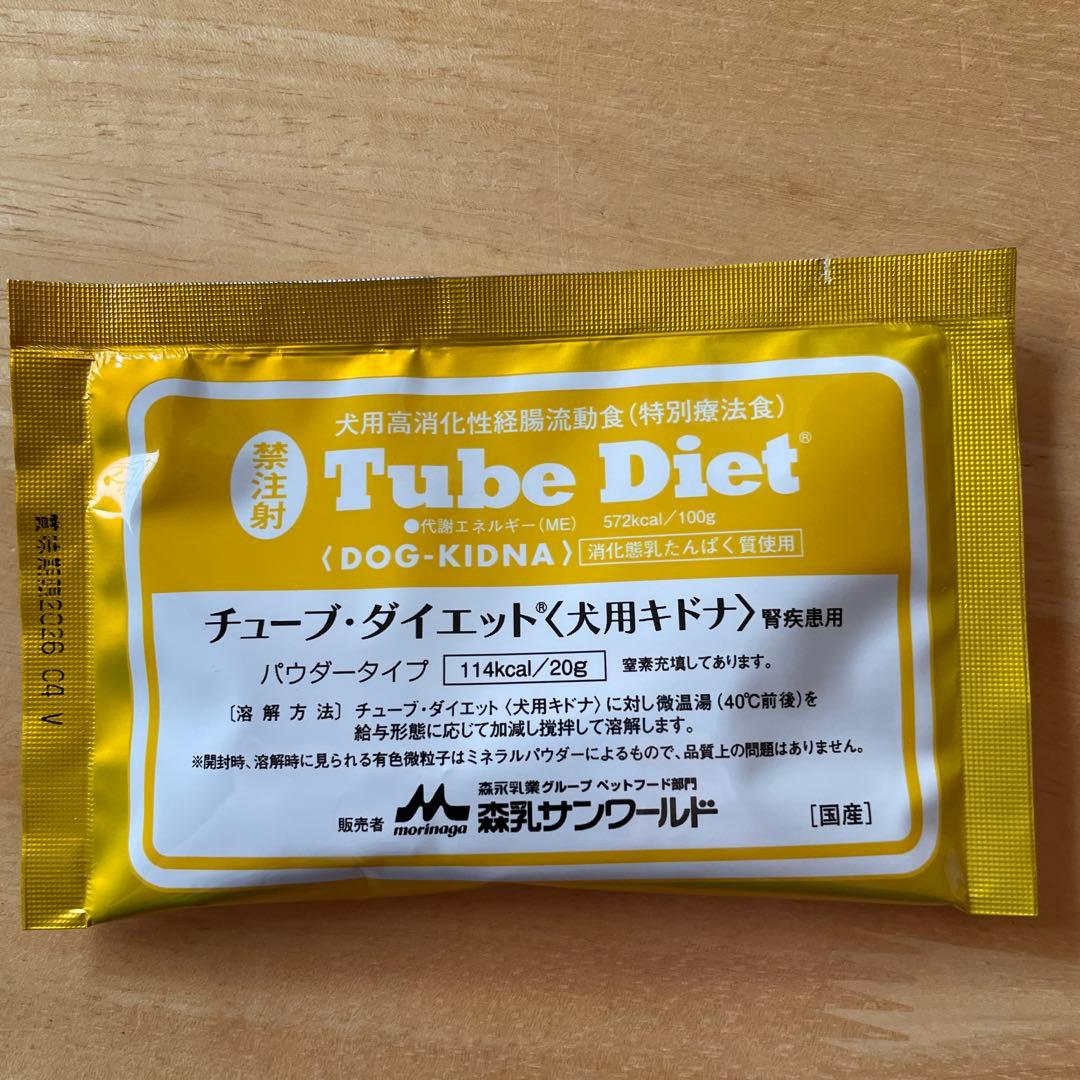 犬用高消化性経腸流動食(特別療法食)
禁注射
Tube Diet®
●代謝エネルギー(ME) 572kcal/100g
〈DOG-KIDNA〉 消化態乳たんぱく質使用
チューブ・ダイエット®〈犬用キドナ〉腎疾患用
パウダータイプ 114kcal/20g 窒素充填してあります。
〔溶解方法〕 チューブ・ダイエット〈犬用キドナ〉に対し微温湯(40℃前後)を
給与形態に応じて加減し撹拌して溶解します。
※開封時、溶解時に見られる有色微粒子はミネラルパウダーによるもので、品質上の問題はありません。
森永乳業グループ ペットフード部門
販売者 morinaga 森乳サンワールド [国産]
賞味期限2026 04 V